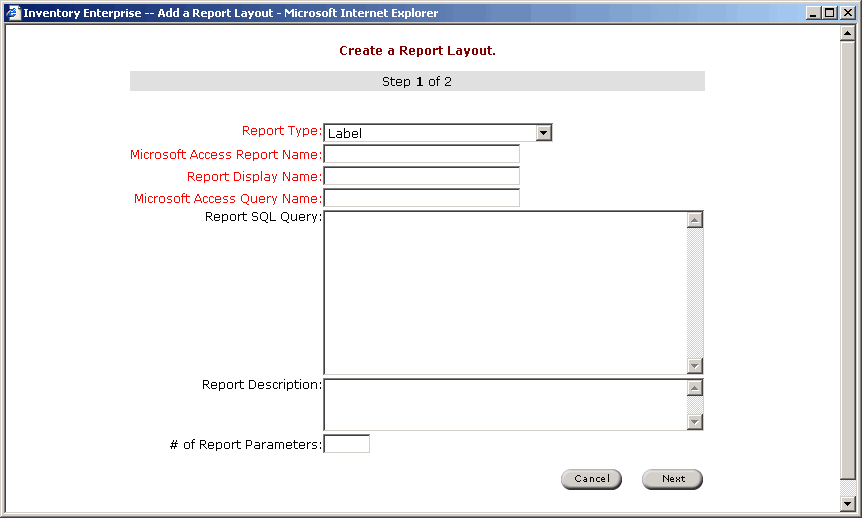 Inventory Enterprise -- Add a Report Layout - Microsoft Internet Explorer
Create a Report Layout.
Step 1 of 2
Report Type: Label
Microsoft Access Report Name:
Report Display Name:
Microsoft Access Query Name:
Report SQL Query:
Report Description:
# of Report Parameters:
Cancel Next